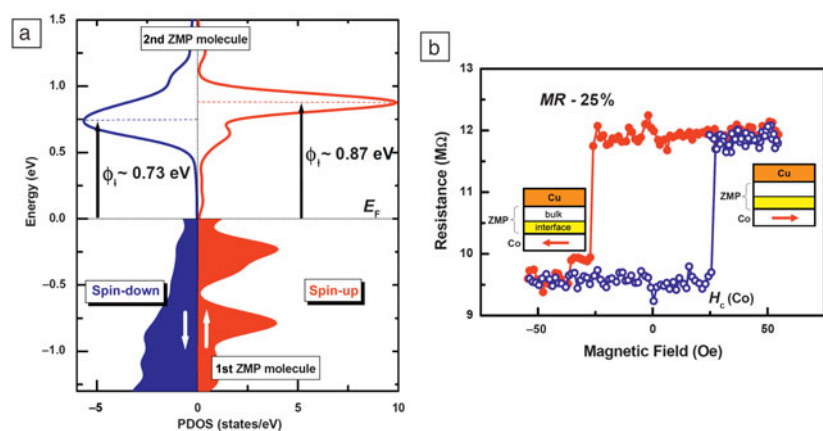 a
2nd ZMP molecule
1.5
1.0
0.5
0.0
−0.5
−1.0
Energy (eV)
ϕ ~ 0.73 eV
ϕ ~ 0.87 eV
E_F
Spin-down
Spin-up
1st ZMP molecule
−5 0 5 10
PDOS (states/eV)
b
MR - 25%
13
12
11
10
9
Resistance (MΩ)
Cu
ZMP
bulk
interface
Co
Cu
ZMP
Co
H_c (Co)
−50 0 50
Magnetic Field (Oe)